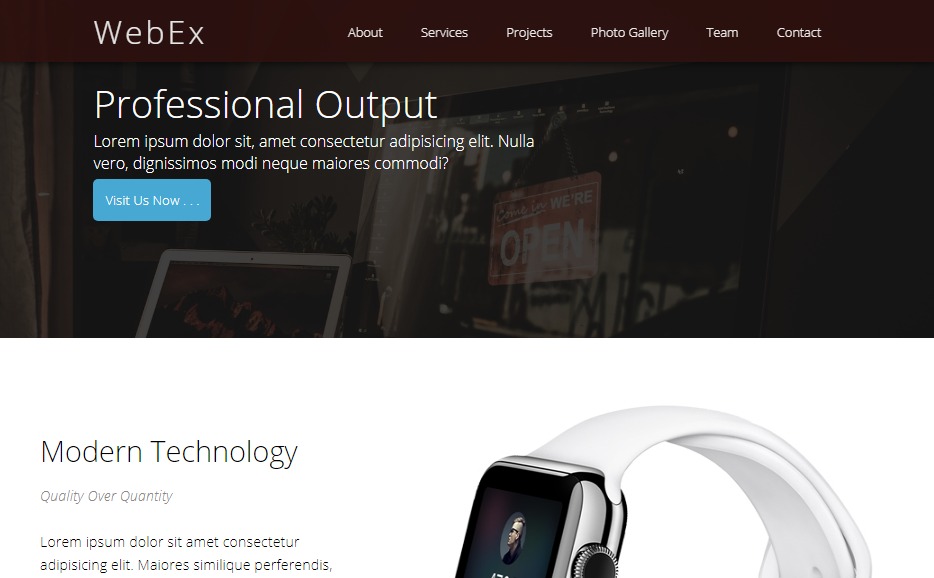 WebEx
About Services Projects Photo Gallery Team Contact
Professional Output
Lorem ipsum dolor sit, amet consectetur adipisicing elit. Nulla
vero, dignissimos modi neque maiores commodi?
Visit Us Now . . .
come in WE'RE
OPEN
Modern Technology
Quality Over Quantity
Lorem ipsum dolor sit amet consectetur
adipisicing elit. Maiores similique perferendis,